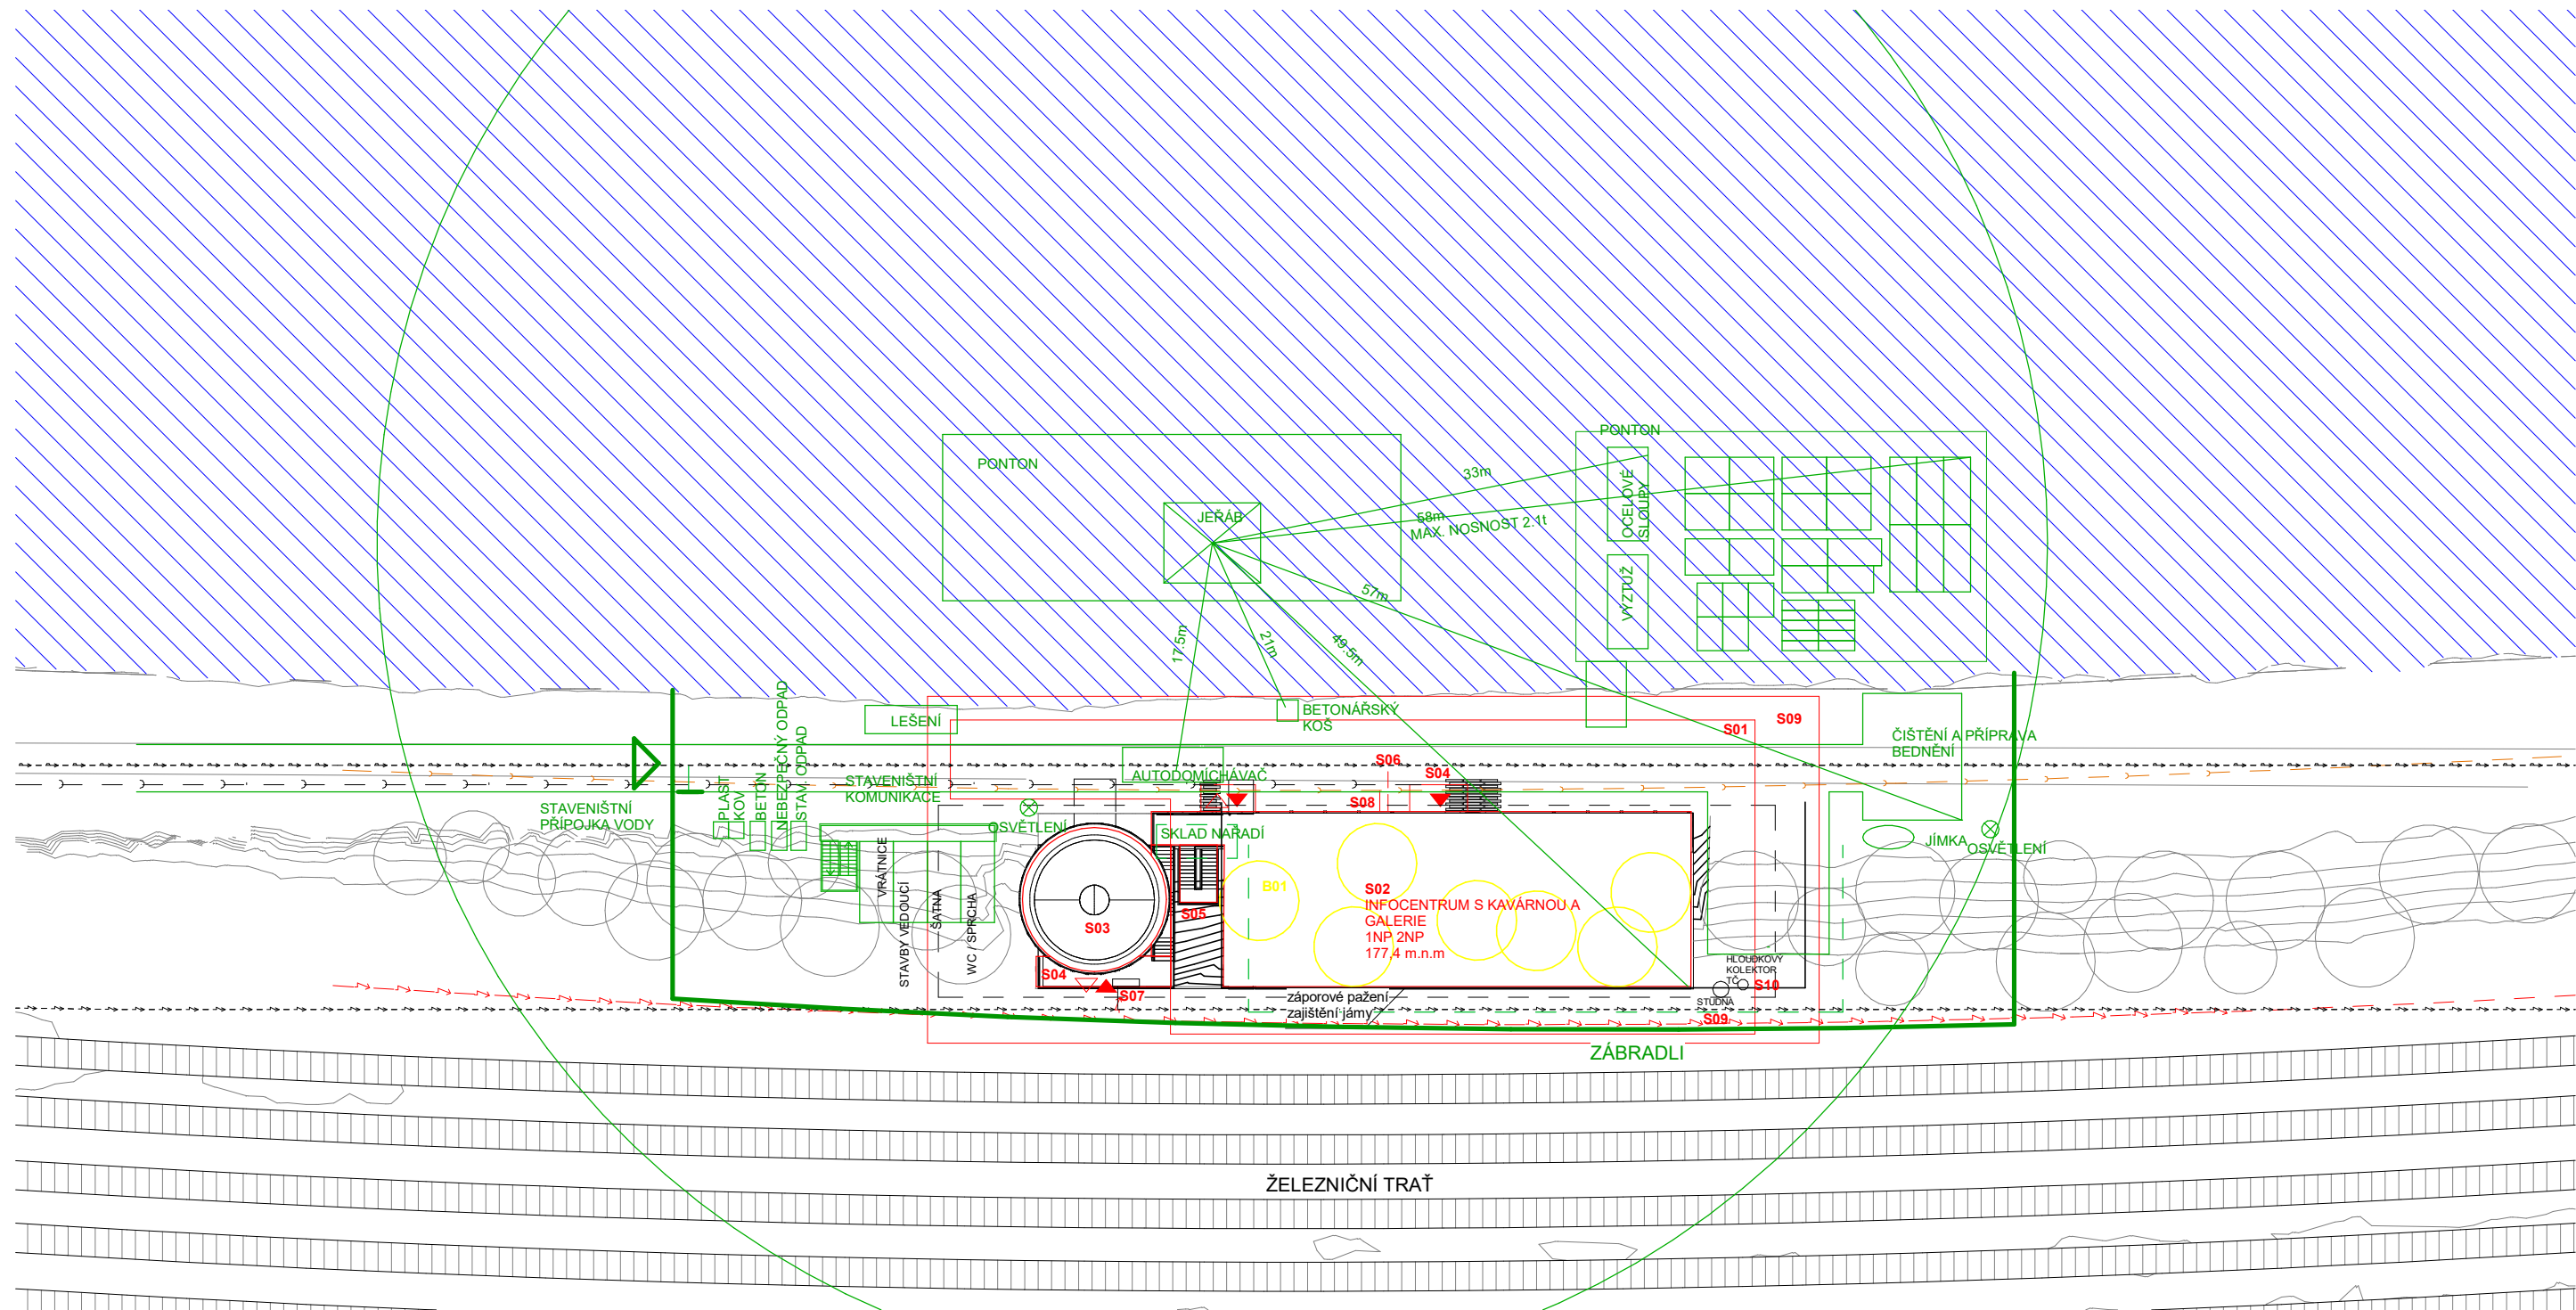 PONTON
PONTON
JEŘÁB
33m
58m
MAX. NOSNOST 2.1t
OCELOVÉ
SLOUPY
VÝZTUŽ
57m
17.5m
21m
49.5m
LEŠENÍ
BETONÁŘSKÝ
KOŠ
S09
S01
ČIŠTĚNÍ A PŘÍPRAVA
BEDNĚNÍ
S06
S04
S08
AUTODOMÍCHÁVAČ
STAVENIŠTNÍ
KOMUNIKACE
STAVENIŠTNÍ
PŘÍPOJKA VODY
PLAST
KOV
BETON
NEBEZPEČNÝ ODPAD
STAV. ODPAD
OSVĚTLENÍ
SKLAD NÁŘADÍ
JÍMKA
OSVĚTLENÍ
VRÁTNICE
STAVBY VEDOUCÍ
ŠATNA
WC / SPRCHA
B01
S02
INFOCENTRUM S KAVÁRNOU A
GALERIE
1NP 2NP
177,4 m.n.m
S05
S03
S04
S07
HLOUDKOVÝ
KOLEKTOR
TČ
S10
STUDNA
záporové pažení
zajištění jámy
S09
ZÁBRADLI
ŽELEZNIČNÍ TRAŤ